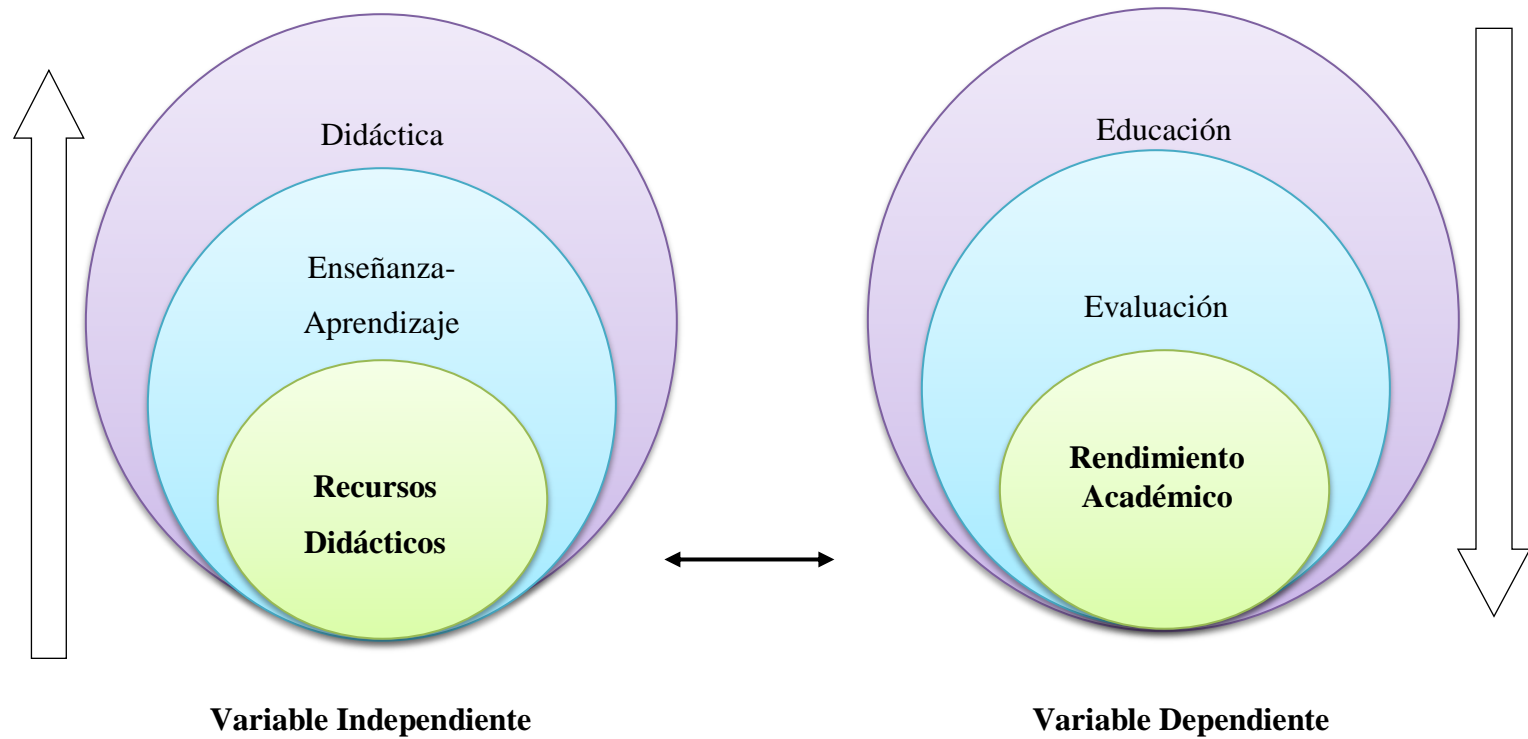 Didáctica
Enseñanza-
Aprendizaje
Recursos
Didácticos
Variable Independiente
Educación
Evaluación
Rendimiento
Académico
Variable Dependiente